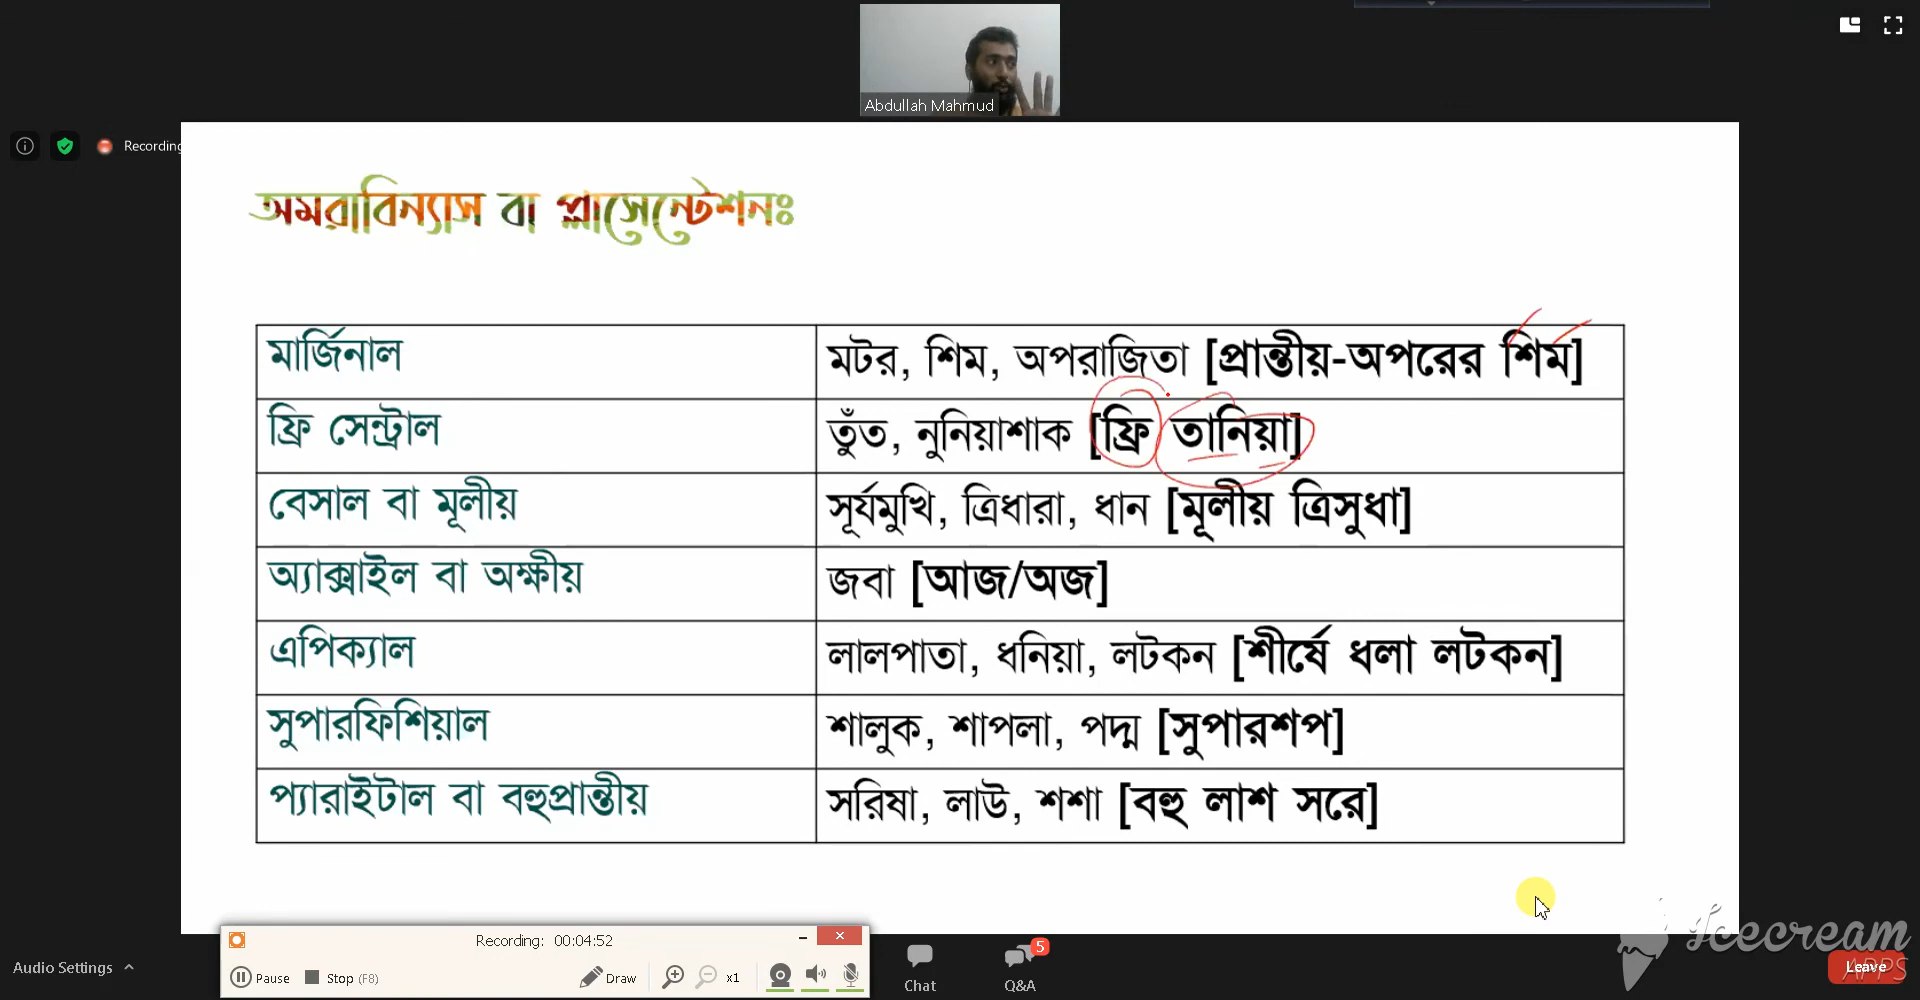 Abdullah Mahmud
Recording
অমরাবিন্যাস বা প্লাসেন্টেশনঃ
মার্জিনাল মটর, শিম, অপরাজিতা [প্রান্তীয়-অপরের শিম]
ফ্রি সেন্ট্রাল তুঁত, নুনিয়াশাক [ফ্রি তানিয়া]
বেসাল বা মূলীয় সূর্যমুখি, ত্রিধারা, ধান [মূলীয় ত্রিসুধা]
অ্যাক্সাইল বা অক্ষীয় জবা [আজ/অজ]
এপিক্যাল লালপাতা, ধনিয়া, লটকন [শীর্ষে ধলা লটকন]
সুপারফিশিয়াল শালুক, শাপলা, পদ্ম [সুপারশপ]
প্যারাইটাল বা বহুপ্রান্তীয় সরিষা, লাউ, শশা [বহু লাশ সরে]
Recording: 00:04:52
Pause Stop (F8) Draw x1
Audio Settings
Chat
5
Q&A
Icecream
APPS
Leave